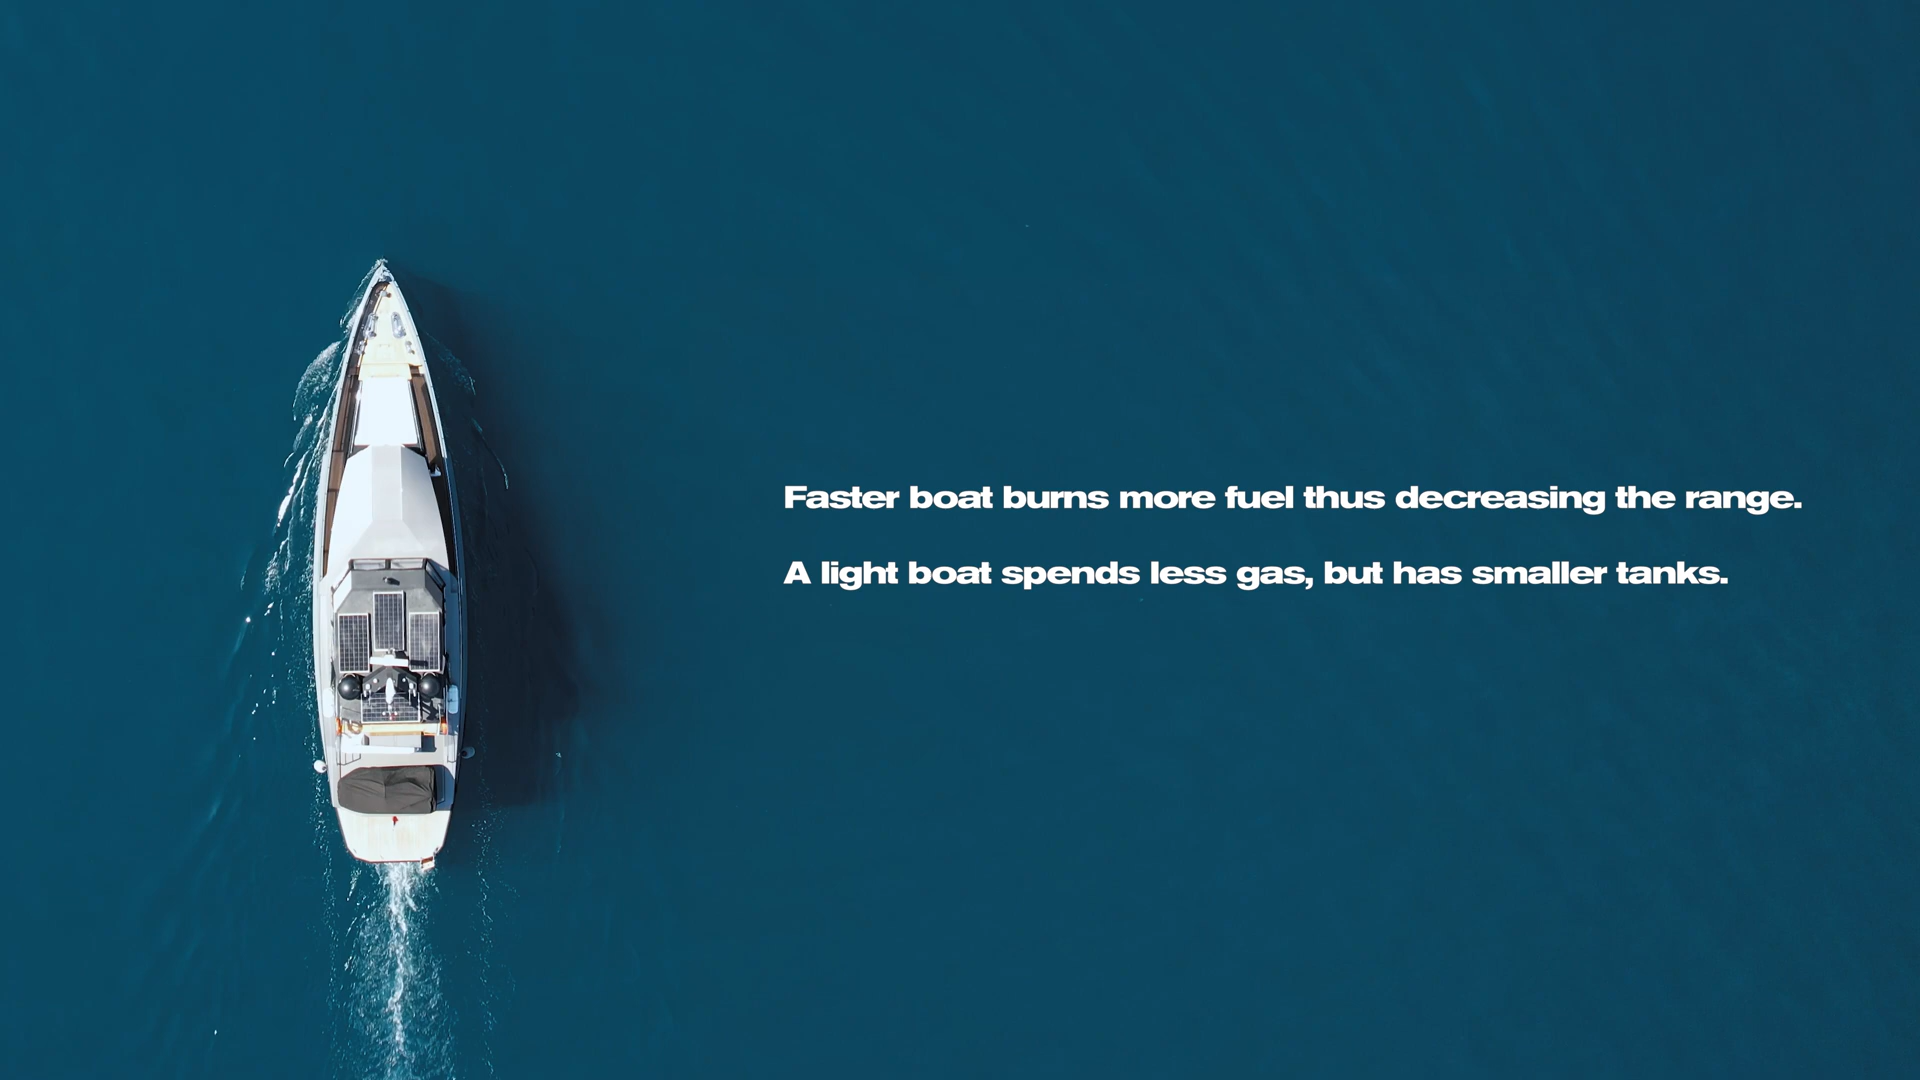 Faster boat burns more fuel thus decreasing the range.
A light boat spends less gas, but has smaller tanks.